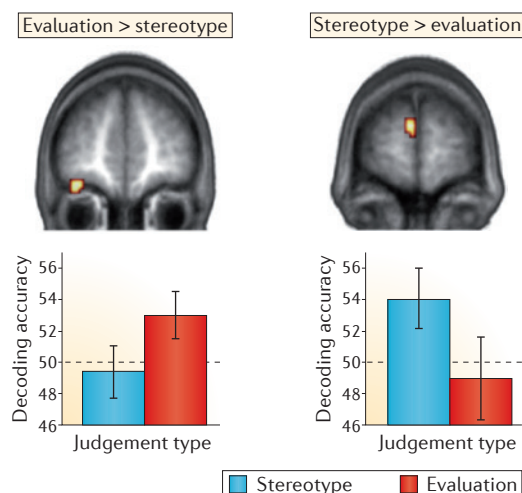 Evaluation > stereotype
Stereotype > evaluation
Decoding accuracy
56
54
52
50
48
46
Judgement type
Decoding accuracy
56
54
52
50
48
46
Judgement type
Stereotype
Evaluation